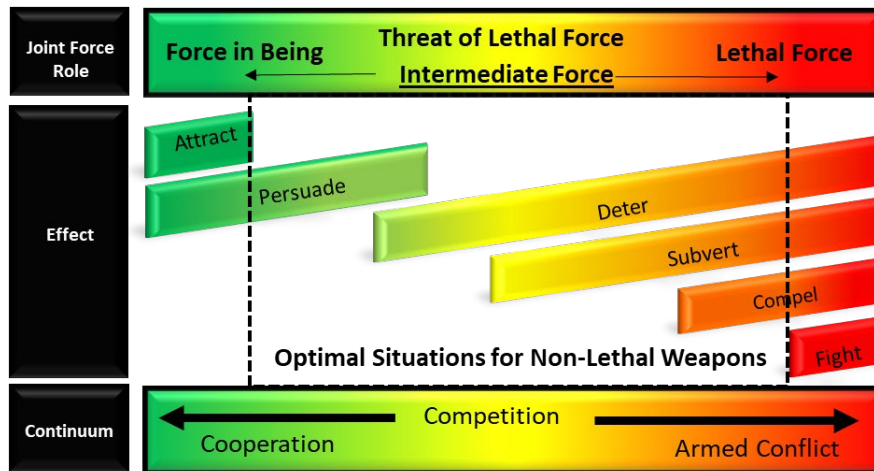 Joint Force
Role
Force in Being
Threat of Lethal Force
Intermediate Force
Lethal Force
Effect
Attract
Persuade
Deter
Subvert
Compel
Fight
Optimal Situations for Non-Lethal Weapons
Continuum
Competition
Cooperation
Armed Conflict